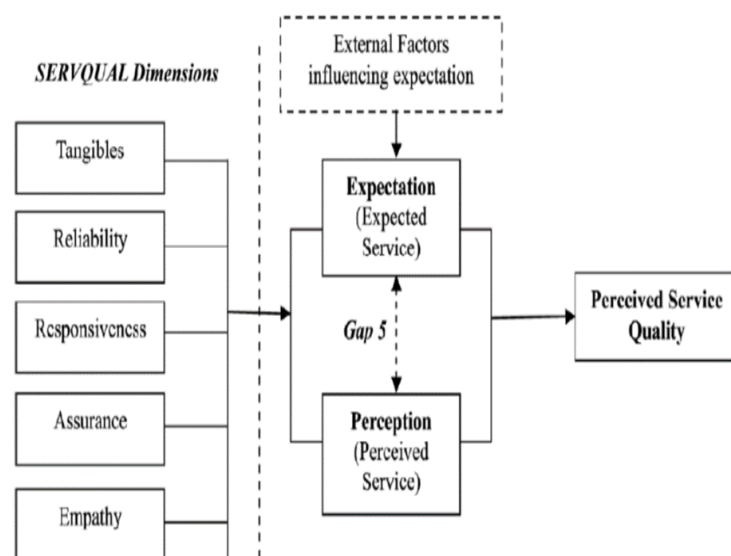 SERVQUAL Dimensions
Tangibles
Reliability
Responsiveness
Assurance
Empathy
External Factors
influencing expectation
Expectation
(Expected
Service)
Gap 5
Perception
(Perceived
Service)
Perceived Service
Quality